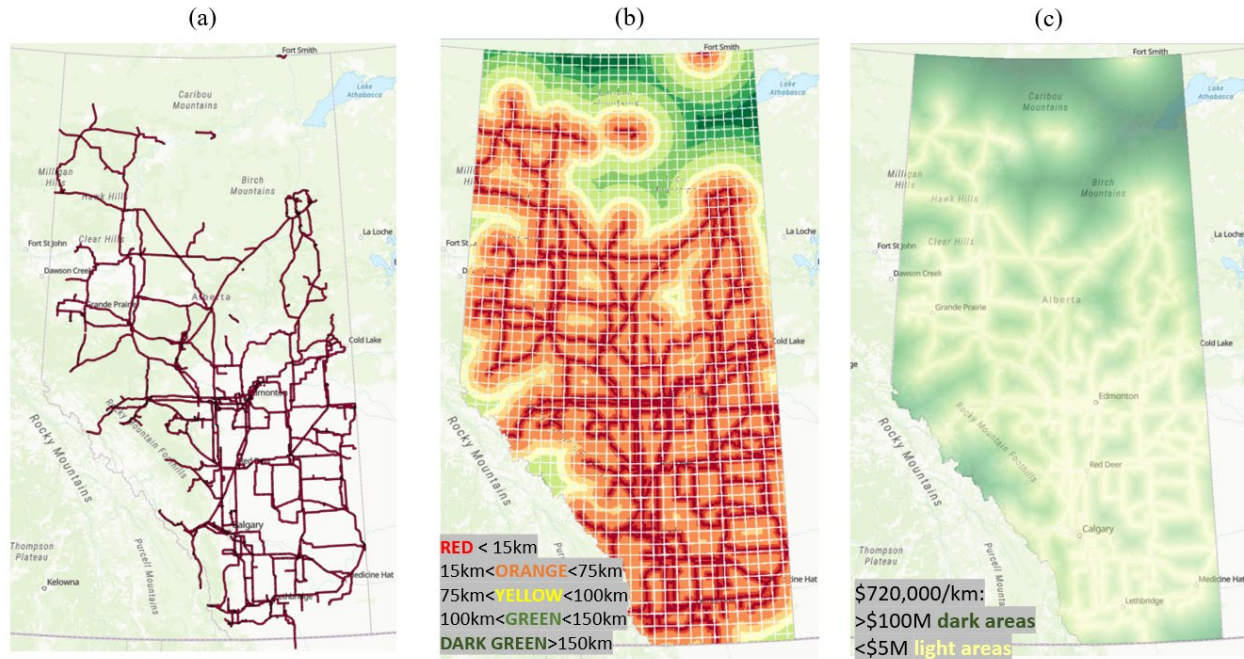 (a)
(b)
(c)
Fort Smith
Caribou
Mountains
Lake
Athabasca
Milligan
Hills
Hawk Hills
Birch
Mountains
Clear Hills
Fort St John
La Loche
Dawson Creek
Grande Prairie
Alberta
Cold Lake
Edmonton
Rocky Mountains
Rocky Mountain Foothills
Calgary
Thompson
Plateau
Kelowna
Purcell Mountains
Medicine Hat
Lethbridge
Fort Smith
Lake
Athabasca
La Loche
Cold Lake
Rocky Mountains
Medicine Hat
RED < 15km
15km<ORANGE<75km
75km<YELLOW<100km
100km<GREEN<150km
DARK GREEN>150km
Fort Smith
Caribou
Mountains
Lake
Athabasca
Milligan
Hills
Hawk Hills
Birch
Mountains
Clear Hills
Fort St John
La Loche
Dawson Creek
Grande Prairie
Alberta
Cold Lake
Edmonton
Rocky Mountain Foothills
Rocky Mountains
Red Deer
Calgary
Thompson
Plateau
Kelowna
Purcell Mountains
Medicine Hat
Lethbridge
$720,000/km:
>$100M dark areas
<$5M light areas